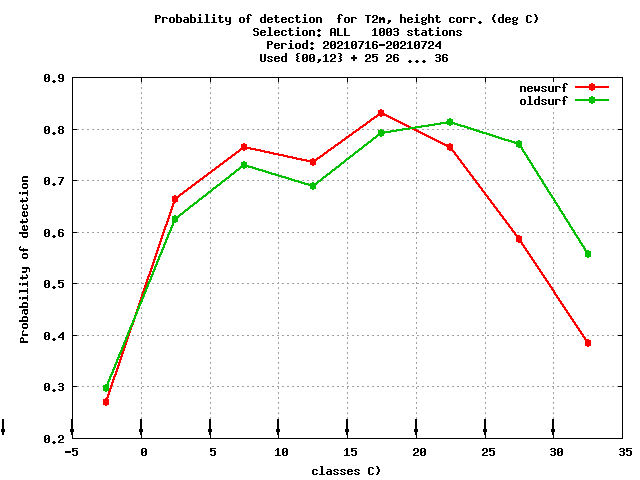 Probability of detection  for T2m, height corr. (deg C)
Selection: ALL   1003 stations
Period: 20210716-20210724
Used {00,12} + 25 26 ... 36
newsurf
oldsurf
0.9
0.8
0.7
0.6
0.5
0.4
0.3
0.2
Probability of detection
-5 0 5 10 15 20 25 30 35
classes C)